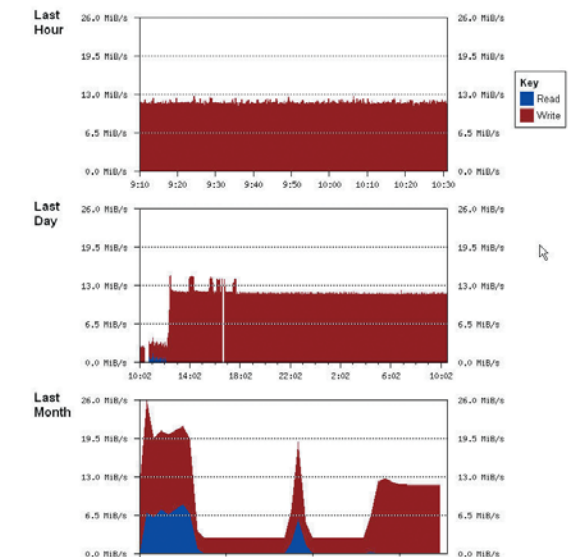 Last
Hour
26.0 MiB/s 26.0 MiB/s
19.5 MiB/s 19.5 MiB/s
13.0 MiB/s 13.0 MiB/s
6.5 MiB/s 6.5 MiB/s
0.0 MiB/s 0.0 MiB/s
9:10 9:20 9:30 9:40 9:50 10:00 10:10 10:20 10:30
Key
Read
Write
Last
Day
26.0 MiB/s 26.0 MiB/s
19.5 MiB/s 19.5 MiB/s
13.0 MiB/s 13.0 MiB/s
6.5 MiB/s 6.5 MiB/s
0.0 MiB/s 0.0 MiB/s
10:02 14:02 18:02 22:02 2:02 6:02 10:02
Last
Month
26.0 MiB/s 26.0 MiB/s
19.5 MiB/s 19.5 MiB/s
13.0 MiB/s 13.0 MiB/s
6.5 MiB/s 6.5 MiB/s
0.0 MiB/s 0.0 MiB/s